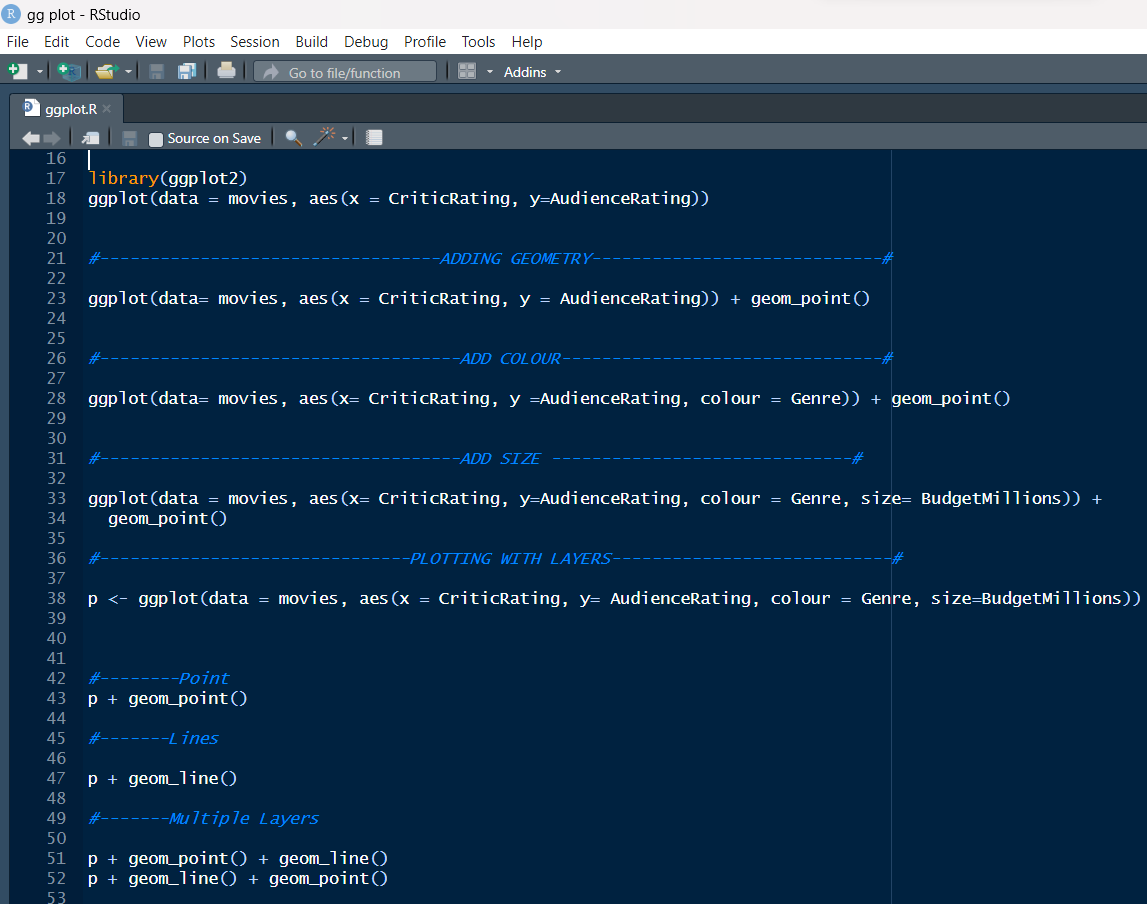 gg plot - RStudio
File Edit Code View Plots Session Build Debug Profile Tools Help
Go to file/function Addins
ggplot.R
Source on Save
16
17 library(ggplot2)
18 ggplot(data = movies, aes(x = CriticRating, y=AudienceRating))
19
20
21 #----------------------------------ADDING GEOMETRY-----------------------------#
22
23 ggplot(data= movies, aes(x = CriticRating, y = AudienceRating)) + geom_point()
24
25
26 #------------------------------------ADD COLOUR--------------------------------#
27
28 ggplot(data= movies, aes(x= CriticRating, y =AudienceRating, colour = Genre)) + geom_point()
29
30
31 #------------------------------------ADD SIZE ------------------------------#
32
33 ggplot(data = movies, aes(x= CriticRating, y=AudienceRating, colour = Genre, size= BudgetMillions)) +
34   geom_point()
35
36 #-------------------------------PLOTTING WITH LAYERS----------------------------#
37
38 p <- ggplot(data = movies, aes(x = CriticRating, y= AudienceRating, colour = Genre, size=BudgetMillions))
39
40
41
42 #--------Point
43 p + geom_point()
44
45 #-------Lines
46
47 p + geom_line()
48
49 #-------Multiple Layers
50
51 p + geom_point() + geom_line()
52 p + geom_line() + geom_point()
53